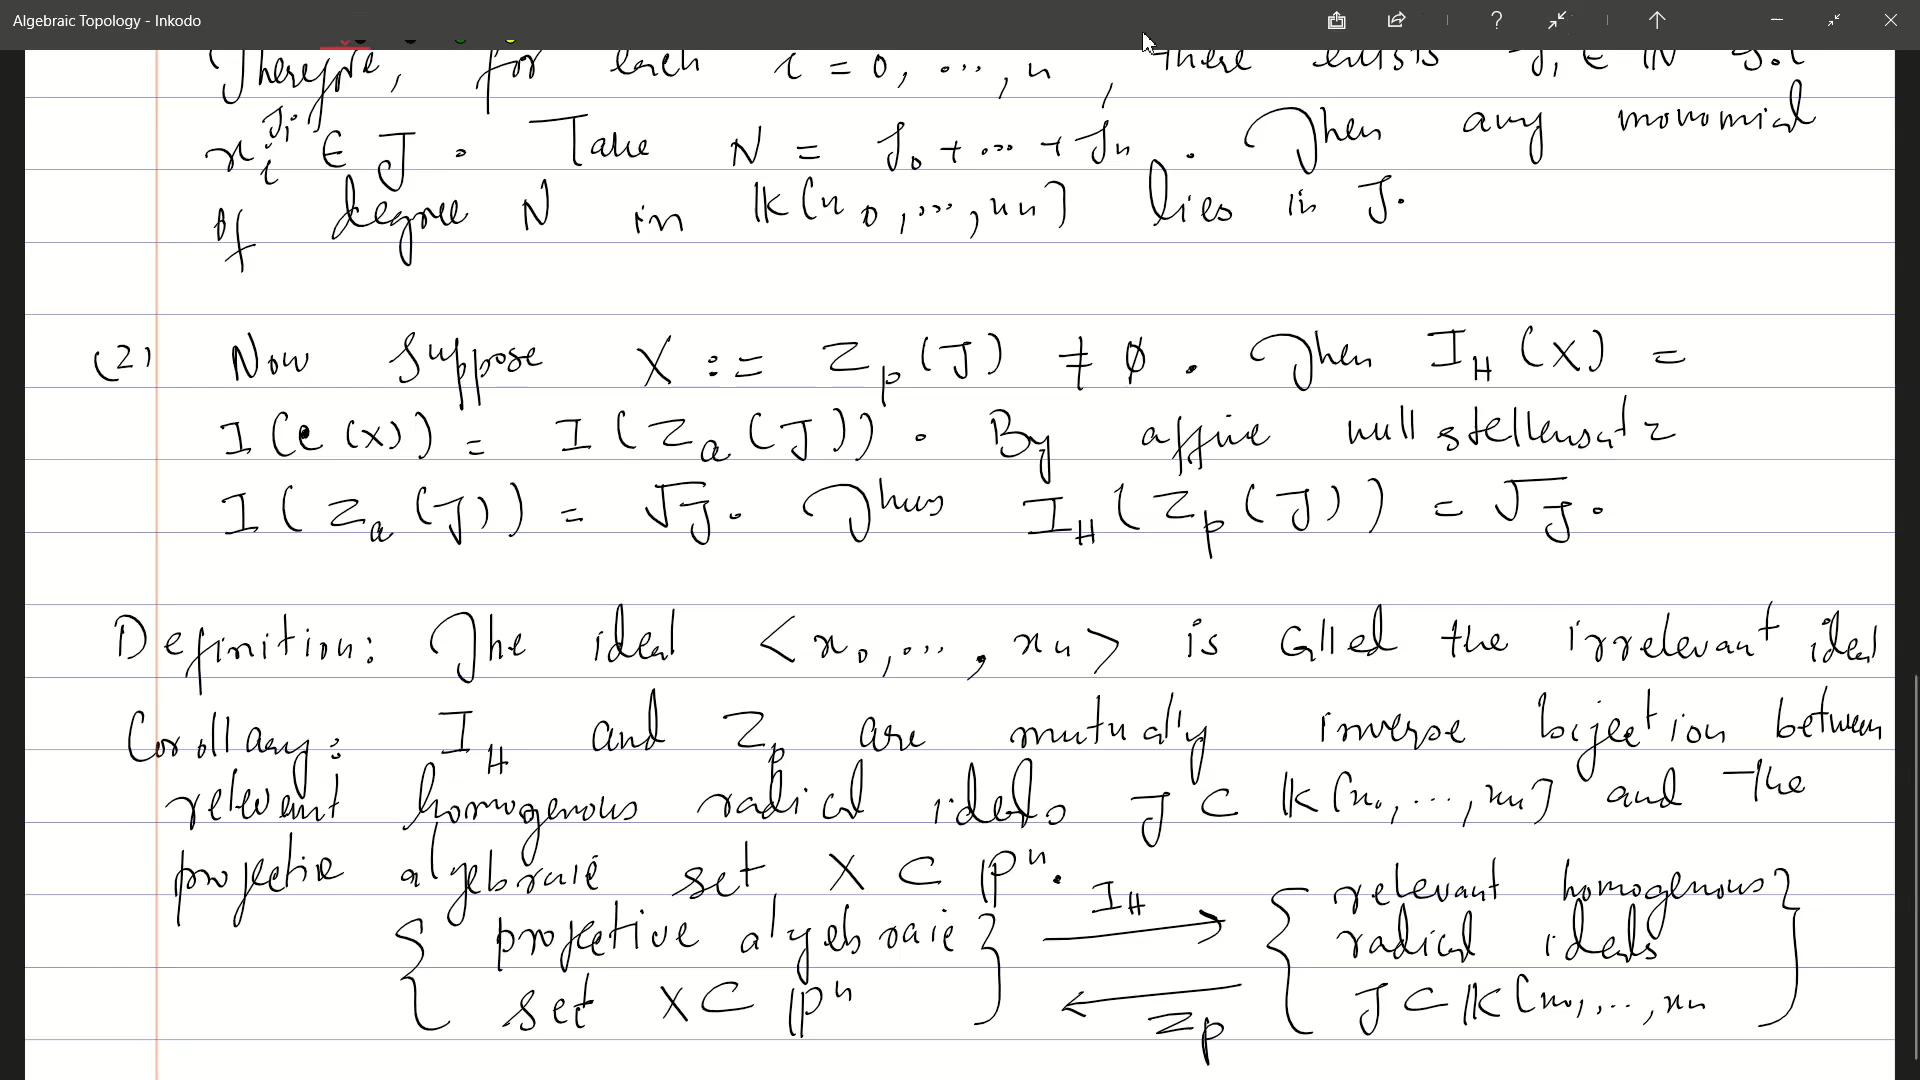 Algebraic Topology - Inkodo
Therefore, for each i = 0, ..., n, there exists j_i ∈ ℕ s.t
x_i^{j_i} ∈ J. Take N = j_0 + ... + j_n. Then any monomial
of degree N in 𝕜[x_0, ..., x_n] lies in J.
(2) Now suppose X := Z_p(J) ≠ ∅. Then I_H(X) =
I(C(X)) = I(Z_a(J)). By affine nullstellensatz
I(Z_a(J)) = √J. Thus I_H(Z_p(J)) = √J.
Definition: The ideal <x_0, ..., x_n> is called the irrelevant ideal
Corollary: I_H and Z_p are mutually inverse bijection between
relevant homogenous radical ideals J ⊂ 𝕜[x_0, ..., x_n] and the
projective algebraic set X ⊂ ℙ^n.
{ projective algebraic set X ⊂ ℙ^n }
I_H →
← Z_p
{ relevant homogenous radical ideals J ⊂ 𝕜[x_0, ..., x_n }